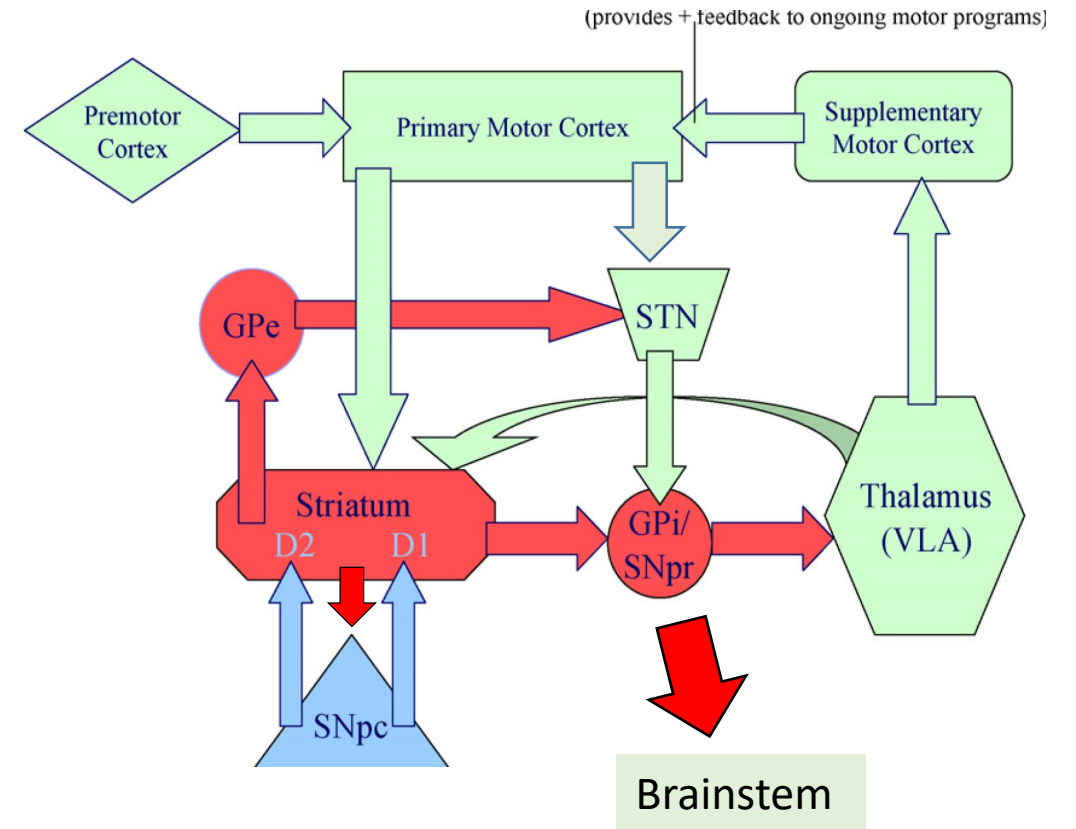 (provides + feedback to ongoing motor programs)
Premotor
Cortex
Primary Motor Cortex
Supplementary
Motor Cortex
GPe
STN
Striatum
D2 D1
GPi/
SNpr
Thalamus
(VLA)
SNpc
Brainstem